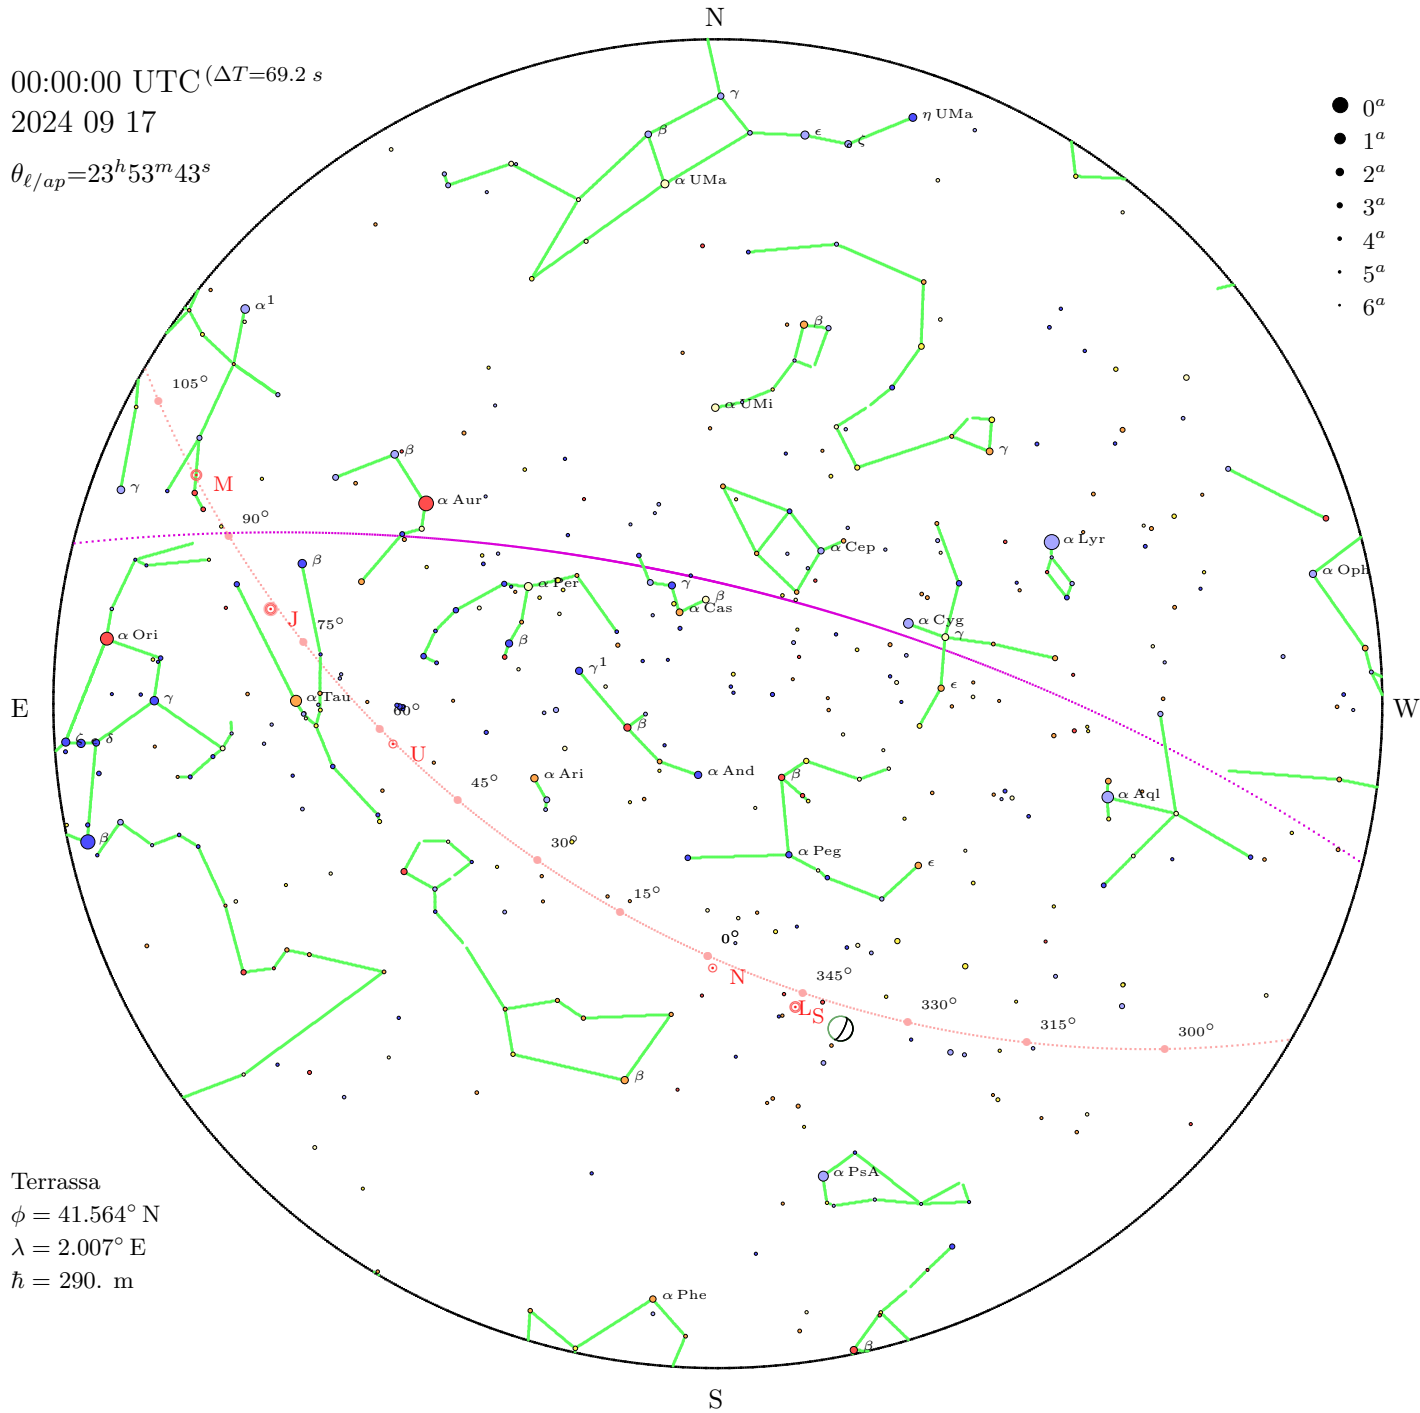 N
00:00:00 UTC (ΔT=69.2 s
2024 09 17
θℓ/ap=23h53m43s
0a
1a
2a
3a
4a
5a
6a
γ
η UMa
β
ϵ
ζ
α UMa
α1
β
105°
α UMi
β
γ
γ
M
α Aur
90°
α Lyr
α Cep
β
α Per
α Oph
γ
β
α Cas
J
α Cyg
75°
α Ori
γ
β
γ1
ϵ
α Tau
γ
E
60°
W
β
ζ
ϵ
δ
U
α And
α Ari
β
45°
α Aql
β
30°
α Peg
ϵ
15°
0°
N
345°
330°
LS
315°
300°
β
α PsA
Terrassa
ϕ = 41.564° N
λ = 2.007° E
ħ = 290. m
α Phe
β
S